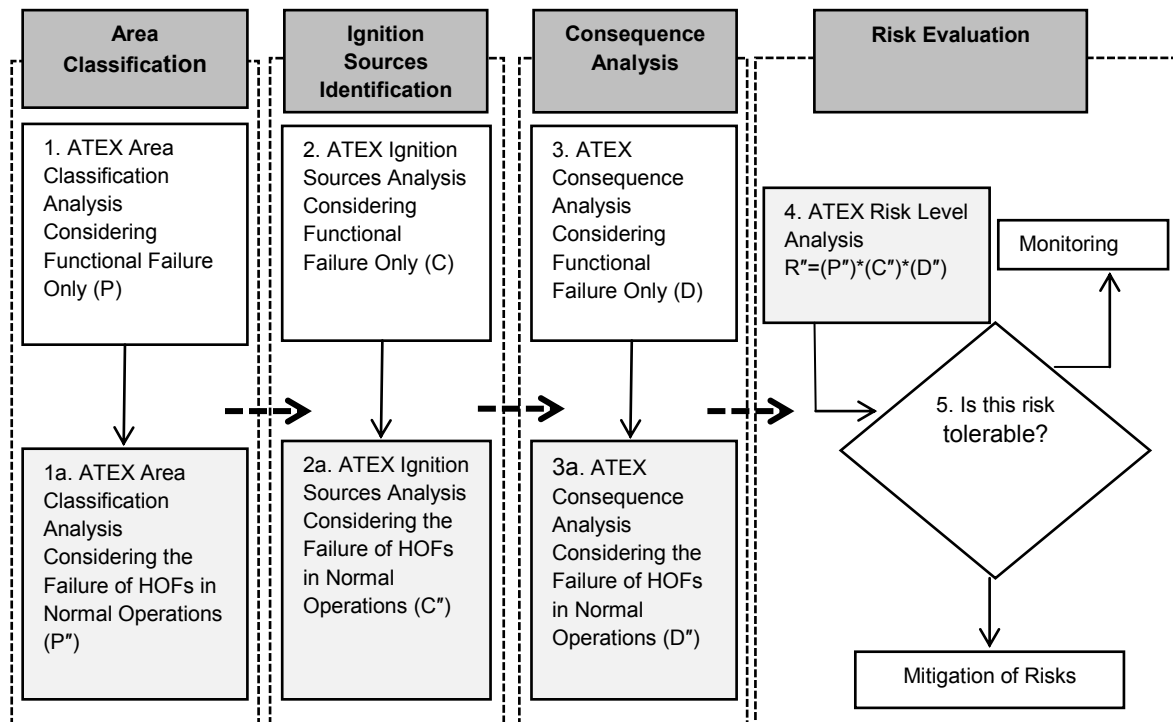 Area
Classification
1. ATEX Area
Classification
Analysis
Considering
Functional Failure
Only (P)
1a. ATEX Area
Classification
Analysis
Considering the
Failure of HOFs in
Normal Operations
(P″)
Ignition
Sources
Identification
2. ATEX Ignition
Sources Analysis
Considering
Functional
Failure Only (C)
2a. ATEX Ignition
Sources Analysis
Considering the
Failure of HOFs
in Normal
Operations (C″)
Consequence
Analysis
3. ATEX
Consequence
Analysis
Considering
Functional
Failure Only (D)
3a. ATEX
Consequence
Analysis
Considering the
Failure of HOFs
in Normal
Operations (D″)
Risk Evaluation
4. ATEX Risk Level
Analysis
R″=(P″)*(C″)*(D″)
Monitoring
5. Is this risk
tolerable?
Mitigation of Risks